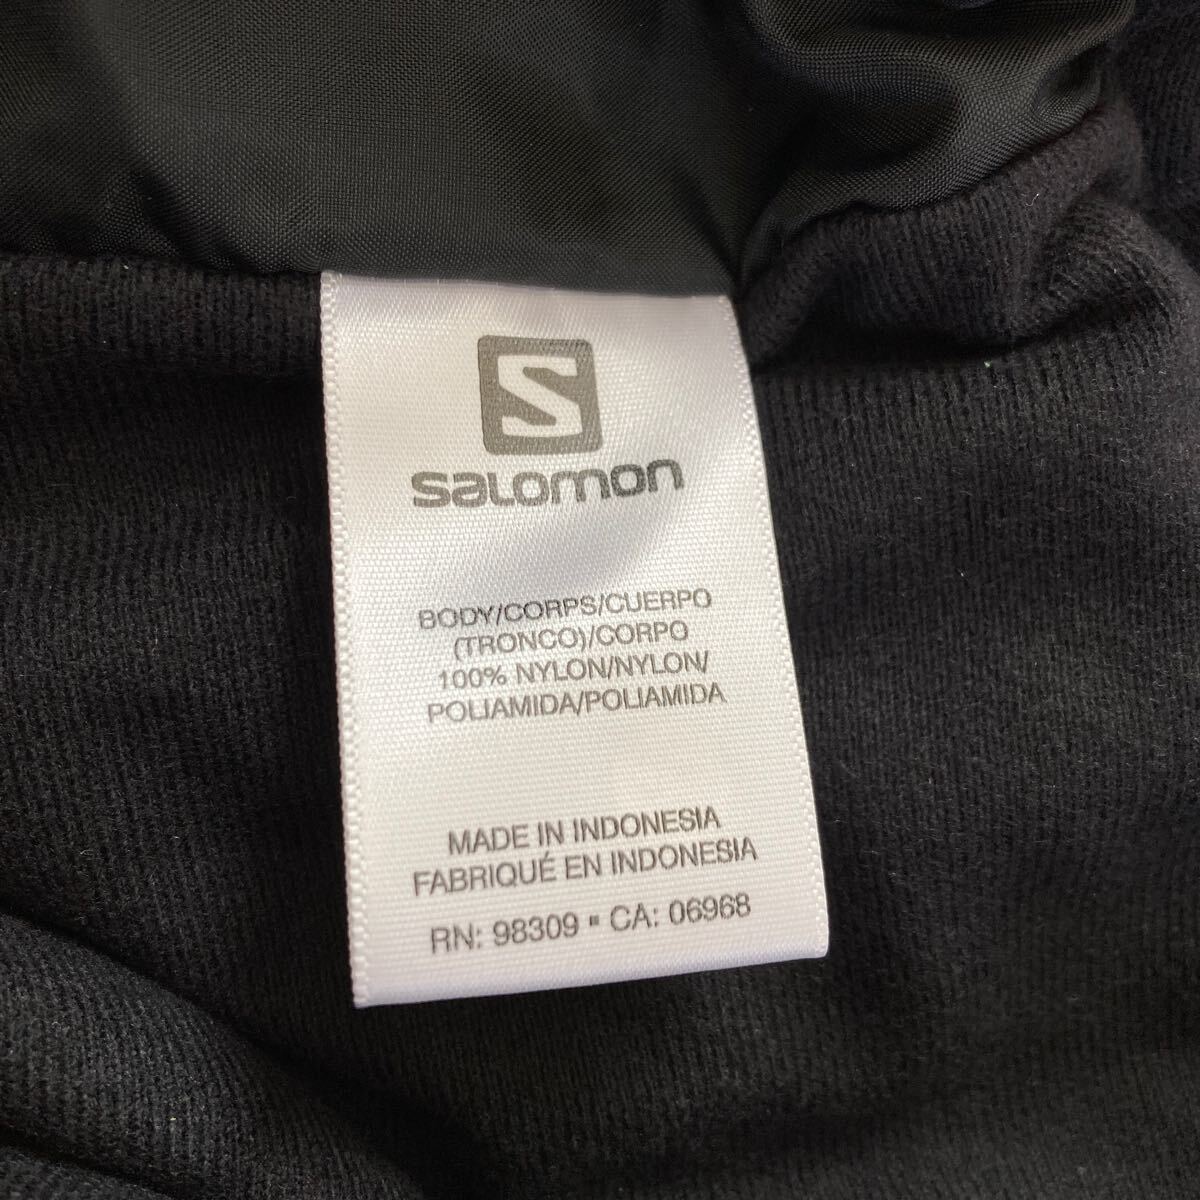 S
SALOMON
BODY/CORPS/CUERPO
(TRONCO)/CORPO
100% NYLON/NYLON/
POLIAMIDA/POLIAMIDA
MADE IN INDONESIA
FABRIQUÉ EN INDONESIA
RN: 98309 ▪ CA: 06968